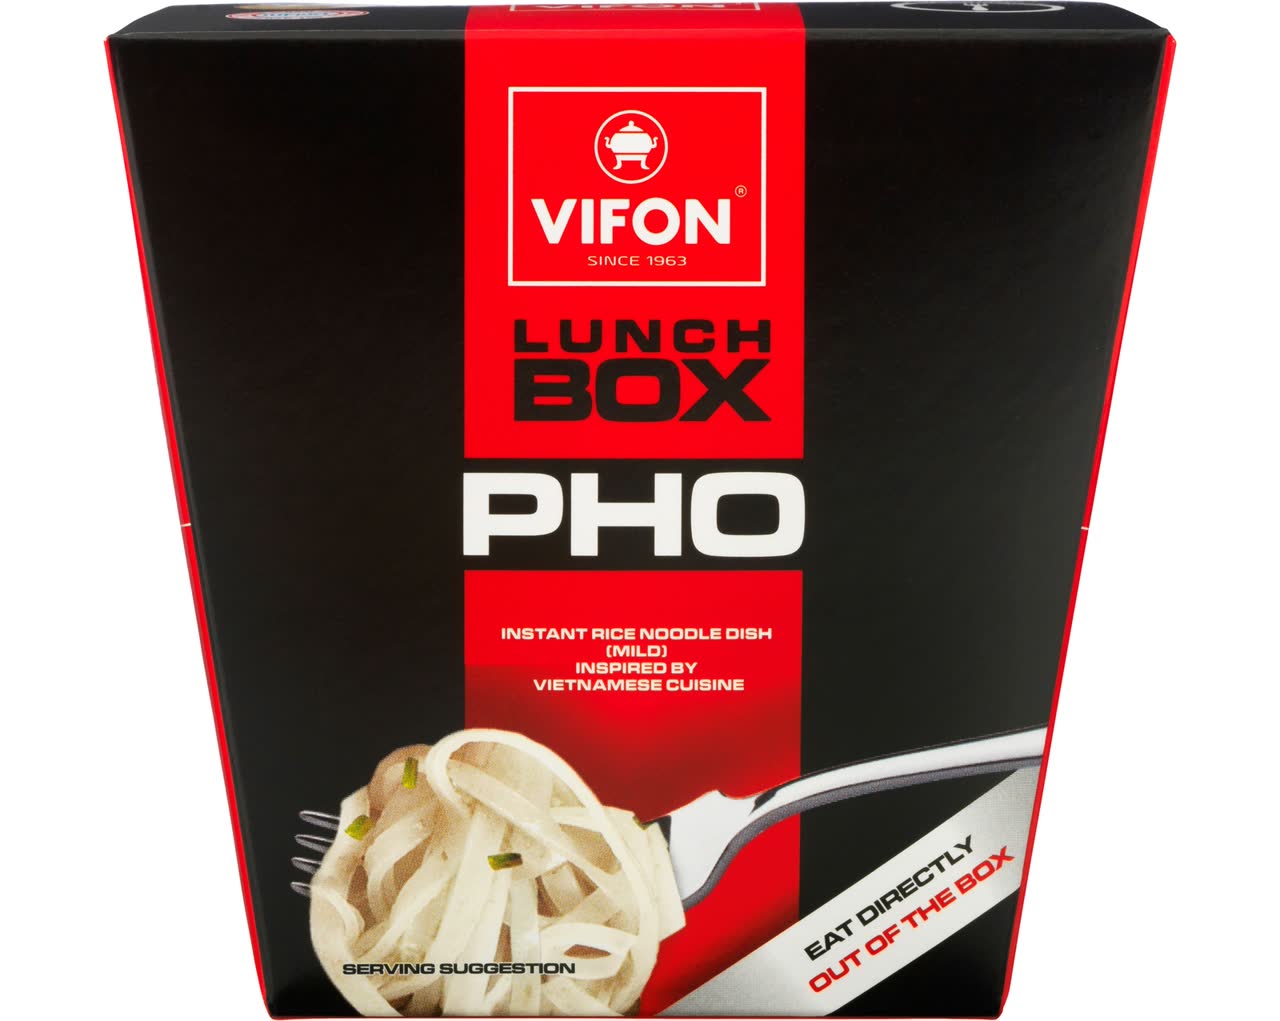 VIFON
®
SINCE 1963
LUNCH
BOX
PHO
INSTANT RICE NOODLE DISH
(MILD)
INSPIRED BY
VIETNAMESE CUISINE
EAT DIRECTLY
OUT OF THE BOX
SERVING SUGGESTION